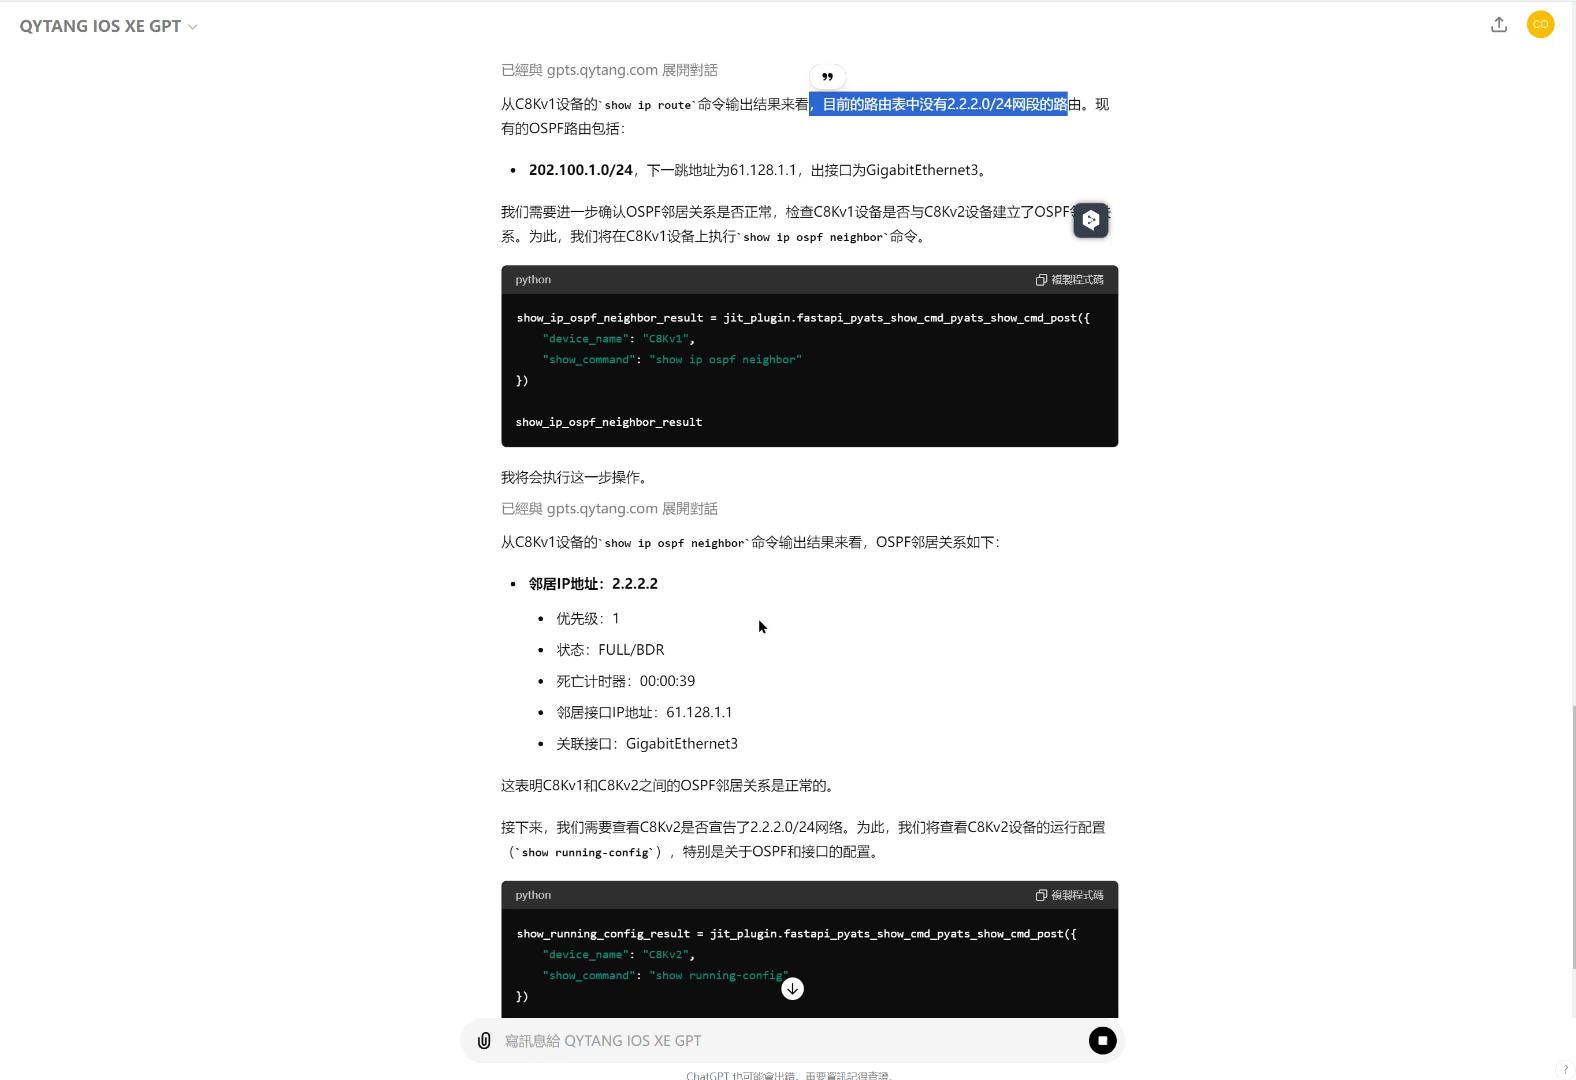 QYTANG IOS XE GPT
CO
已經與 gpts.qytang.com 展開對話
从C8Kv1设备的`show ip route`命令输出结果来看，目前的路由表中没有2.2.2.0/24网段的路由。现
有的OSPF路由包括：
• 202.100.1.0/24，下一跳地址为61.128.1.1，出接口为GigabitEthernet3。
我们需要进一步确认OSPF邻居关系是否正常，检查C8Kv1设备是否与C8Kv2设备建立了OSPF
系。为此，我们将在C8Kv1设备上执行`show ip ospf neighbor`命令。
python
複製程式碼
show_ip_ospf_neighbor_result = jit_plugin.fastapi_pyats_show_cmd_pyats_show_cmd_post({
"device_name": "C8Kv1",
"show_command": "show ip ospf neighbor"
})
show_ip_ospf_neighbor_result
我将会执行这一步操作。
已經與 gpts.qytang.com 展開對話
从C8Kv1设备的`show ip ospf neighbor`命令输出结果来看，OSPF邻居关系如下：
• 邻居IP地址：2.2.2.2
• 优先级：1
• 状态：FULL/BDR
• 死亡计时器：00:00:39
• 邻居接口IP地址：61.128.1.1
• 关联接口：GigabitEthernet3
这表明C8Kv1和C8Kv2之间的OSPF邻居关系是正常的。
接下来，我们需要查看C8Kv2是否宣告了2.2.2.0/24网络。为此，我们将查看C8Kv2设备的运行配置
（`show running-config`），特别是关于OSPF和接口的配置。
python
複製程式碼
show_running_config_result = jit_plugin.fastapi_pyats_show_cmd_pyats_show_cmd_post({
"device_name": "C8Kv2",
"show_command": "show running-config"
})
寫訊息給 QYTANG IOS XE GPT
ChatGPT 也可能會出錯。重要資訊記得查證。
?